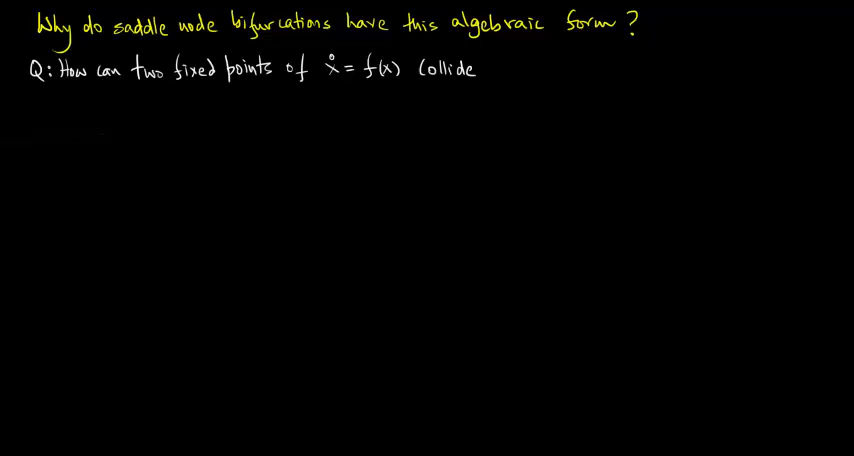 Why do saddle node bifurcations have this algebraic form?
Q: How can two fixed points of ẋ = f(x) collide